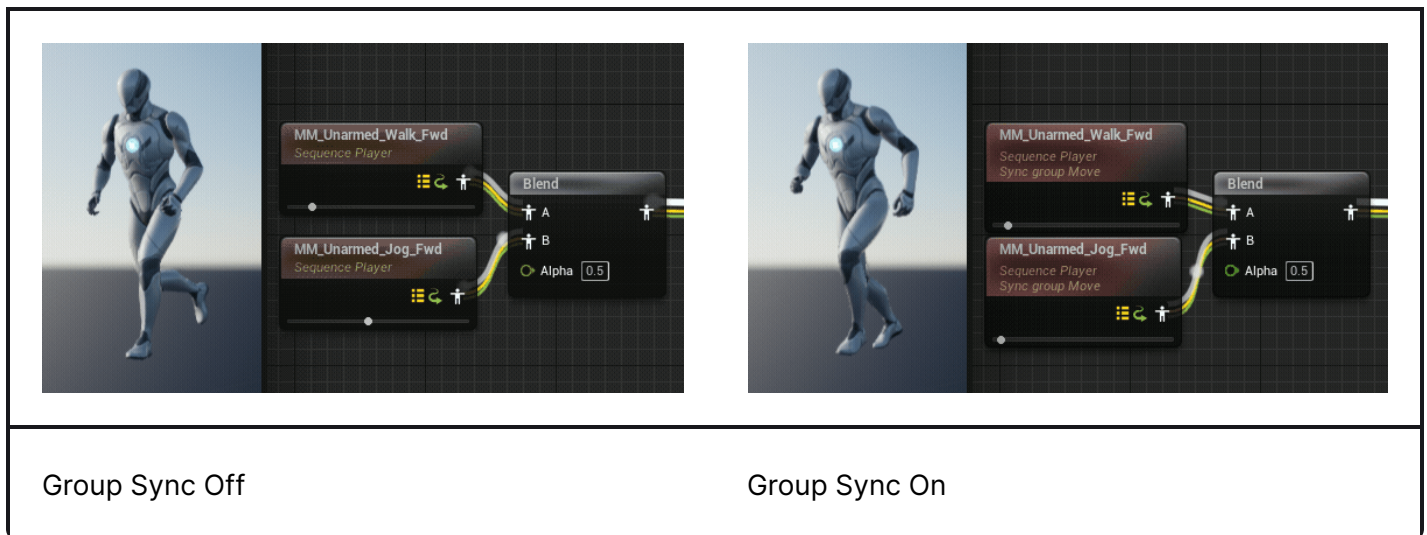 MM_Unarmed_Walk_Fwd
Sequence Player
Blend
A
B
Alpha 0.5
MM_Unarmed_Jog_Fwd
Sequence Player
MM_Unarmed_Walk_Fwd
Sequence Player
Sync group Move
Blend
A
B
Alpha 0.5
MM_Unarmed_Jog_Fwd
Sequence Player
Sync group Move
Group Sync Off
Group Sync On